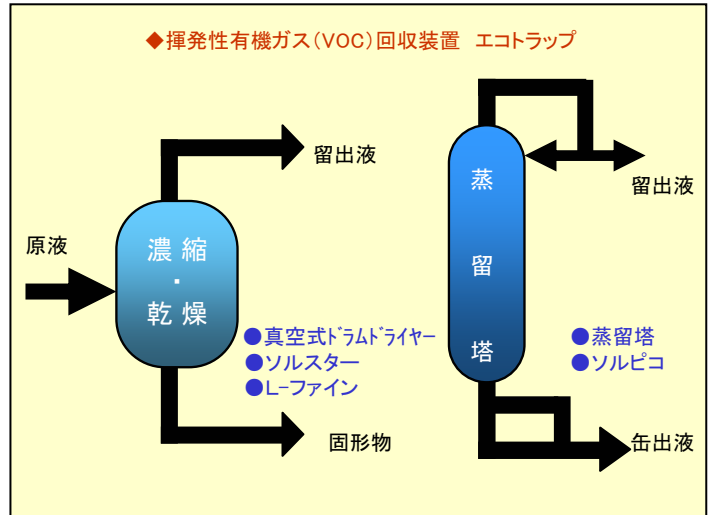 ◆揮発性有機ガス(VOC)回収装置 エコトラップ
留出液
原液
濃 縮
・
乾 燥
●真空式ﾄﾞﾗﾑﾄﾞﾗｲﾔｰ
●ソルスター
●L-ファイン
固形物
蒸
留
塔
留出液
●蒸留塔
●ソルピコ
缶出液